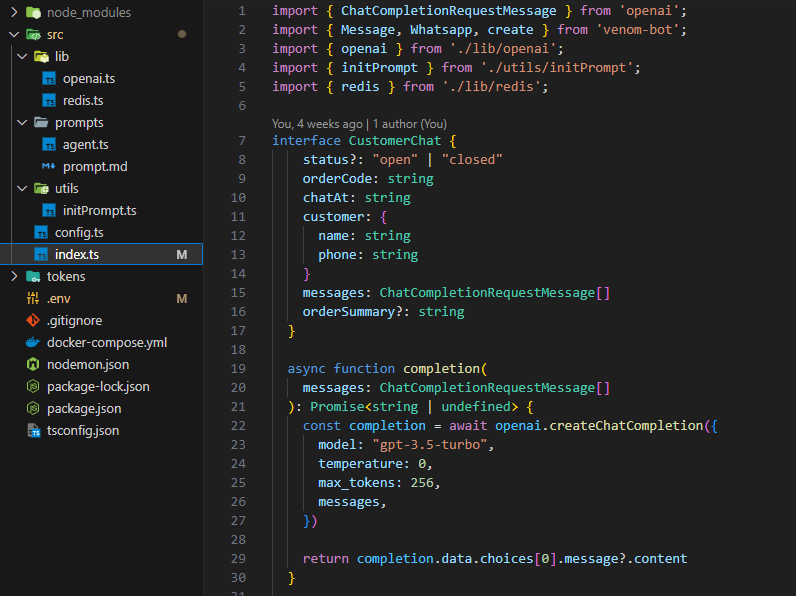 node_modules
src
lib
openai.ts
redis.ts
prompts
agent.ts
prompt.md
utils
initPrompt.ts
config.ts
index.ts M
tokens
.env M
.gitignore
docker-compose.yml
nodemon.json
package-lock.json
package.json
tsconfig.json
1 import { ChatCompletionRequestMessage } from 'openai';
2 import { Message, Whatsapp, create } from 'venom-bot';
3 import { openai } from './lib/openai';
4 import { initPrompt } from './utils/initPrompt';
5 import { redis } from './lib/redis';
6
You, 4 weeks ago | 1 author (You)
7 interface CustomerChat {
8 status?: "open" | "closed"
9 orderCode: string
10 chatAt: string
11 customer: {
12 name: string
13 phone: string
14 }
15 messages: ChatCompletionRequestMessage[]
16 orderSummary?: string
17 }
18
19 async function completion(
20 messages: ChatCompletionRequestMessage[]
21 ): Promise<string | undefined> {
22 const completion = await openai.createChatCompletion({
23 model: "gpt-3.5-turbo",
24 temperature: 0,
25 max_tokens: 256,
26 messages,
27 })
28
29 return completion.data.choices[0].message?.content
30 }
31